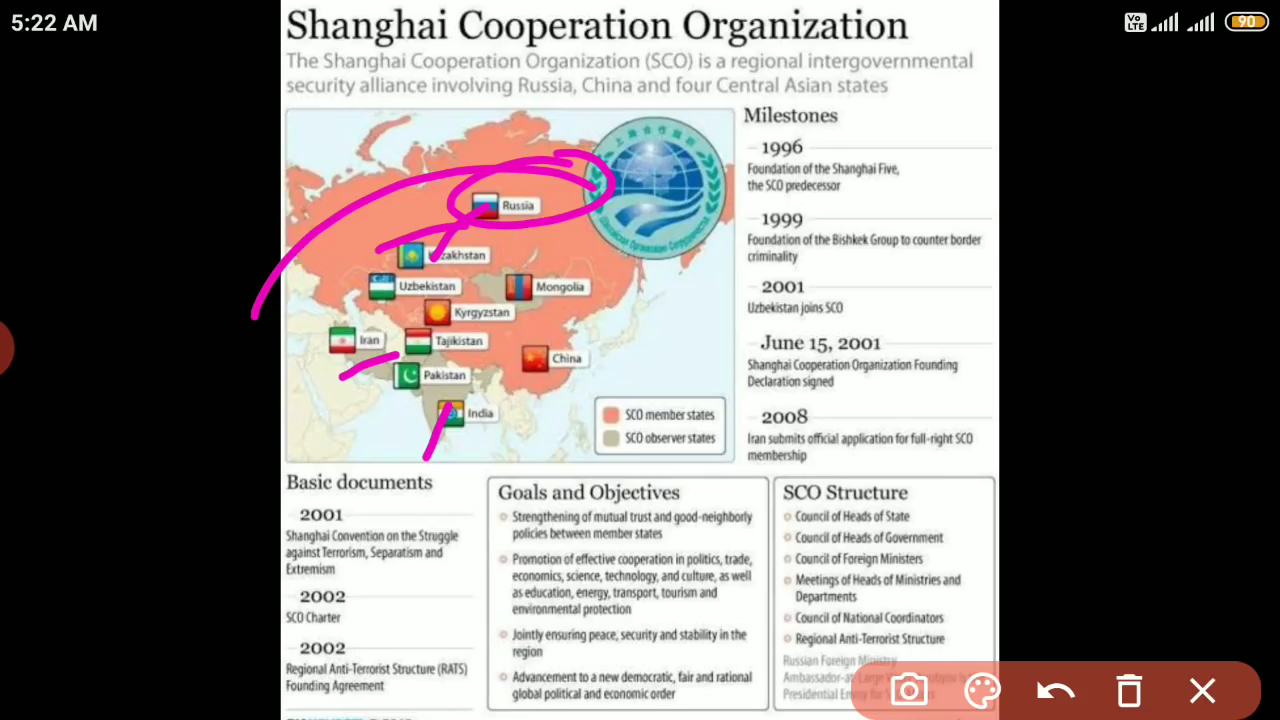 5:22 AM
Vo
LTE
90
Shanghai Cooperation Organization
The Shanghai Cooperation Organization (SCO) is a regional intergovernmental
security alliance involving Russia, China and four Central Asian states
Russia
Uzbekistan
Mongolia
Kyrgyzstan
Iran
Tajikistan
China
Pakistan
India
SCO member states
SCO observer states
Milestones
1996
Foundation of the Shanghai Five,
the SCO predecessor
1999
Foundation of the Bishkek Group to counter border
criminality
2001
Uzbekistan joins SCO
June 15, 2001
Shanghai Cooperation Organization Founding
Declaration signed
2008
Iran submits official application for full-right SCO
membership
Basic documents
2001
Shanghai Convention on the Struggle
against Terrorism, Separatism and
Extremism
2002
SCO Charter
2002
Regional Anti-Terrorist Structure (RATS)
Founding Agreement
Goals and Objectives
Strengthening of mutual trust and good-neighborly
policies between member states
Promotion of effective cooperation in politics, trade,
economics, science, technology, and culture, as well
as education, energy, transport, tourism and
environmental protection
Jointly ensuring peace, security and stability in the
region
Advancement to a new democratic, fair and rational
global political and economic order
SCO Structure
Council of Heads of State
Council of Heads of Government
Council of Foreign Ministers
Meetings of Heads of Ministries and
Departments
Council of National Coordinators
Regional Anti-Terrorist Structure
Russian Foreign Ministry